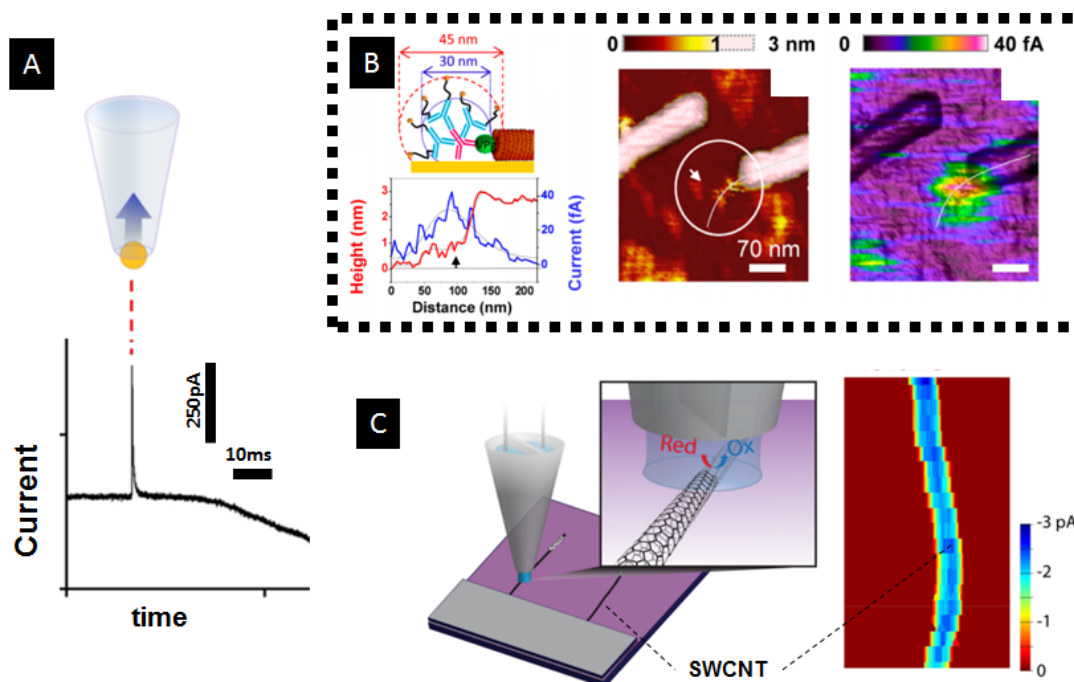 A
250pA
10ms
Current
time
B
45 nm
30 nm
VP
Height (nm)
3
2
1
0
Current (fA)
40
20
0
0 50 100 150 200
Distance (nm)
0 1 3 nm
70 nm
0 40 fA
C
Red Ox
SWCNT
-3 pA
-2
-1
0